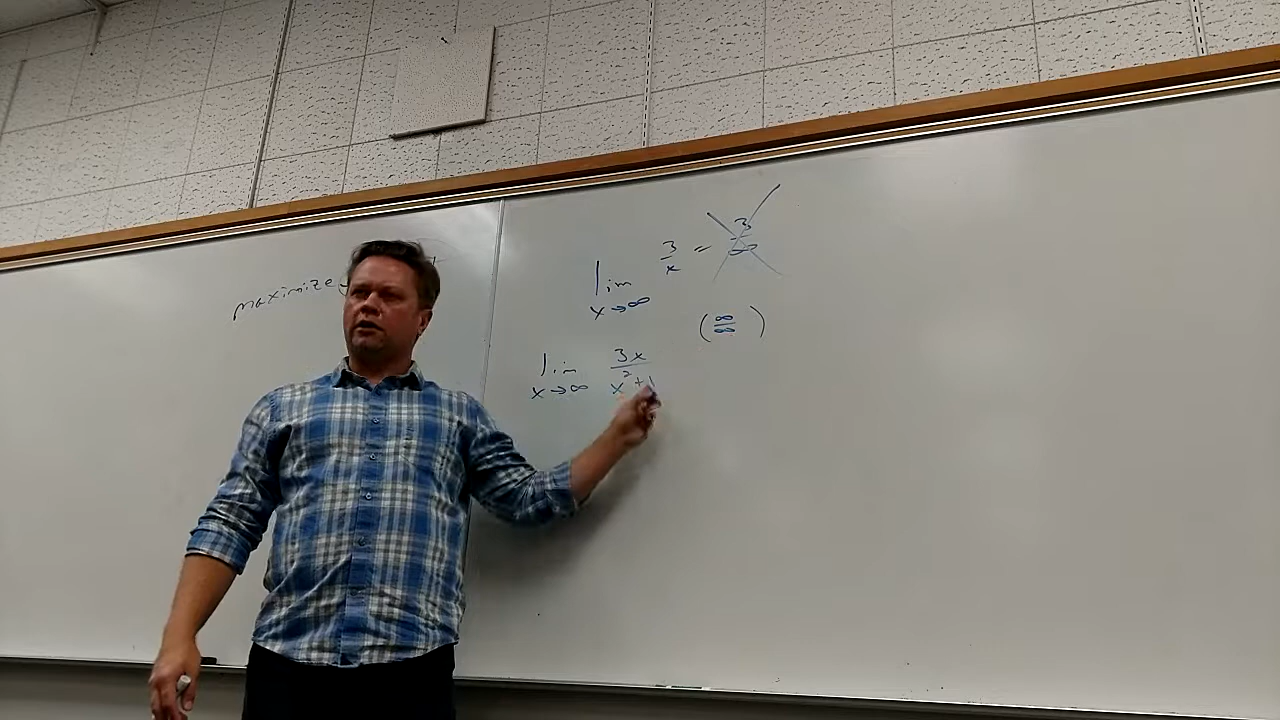 maximize
lim x→∞ 3/x = 3/∞
(∞/∞)
lim x→∞ 3x/x²+1